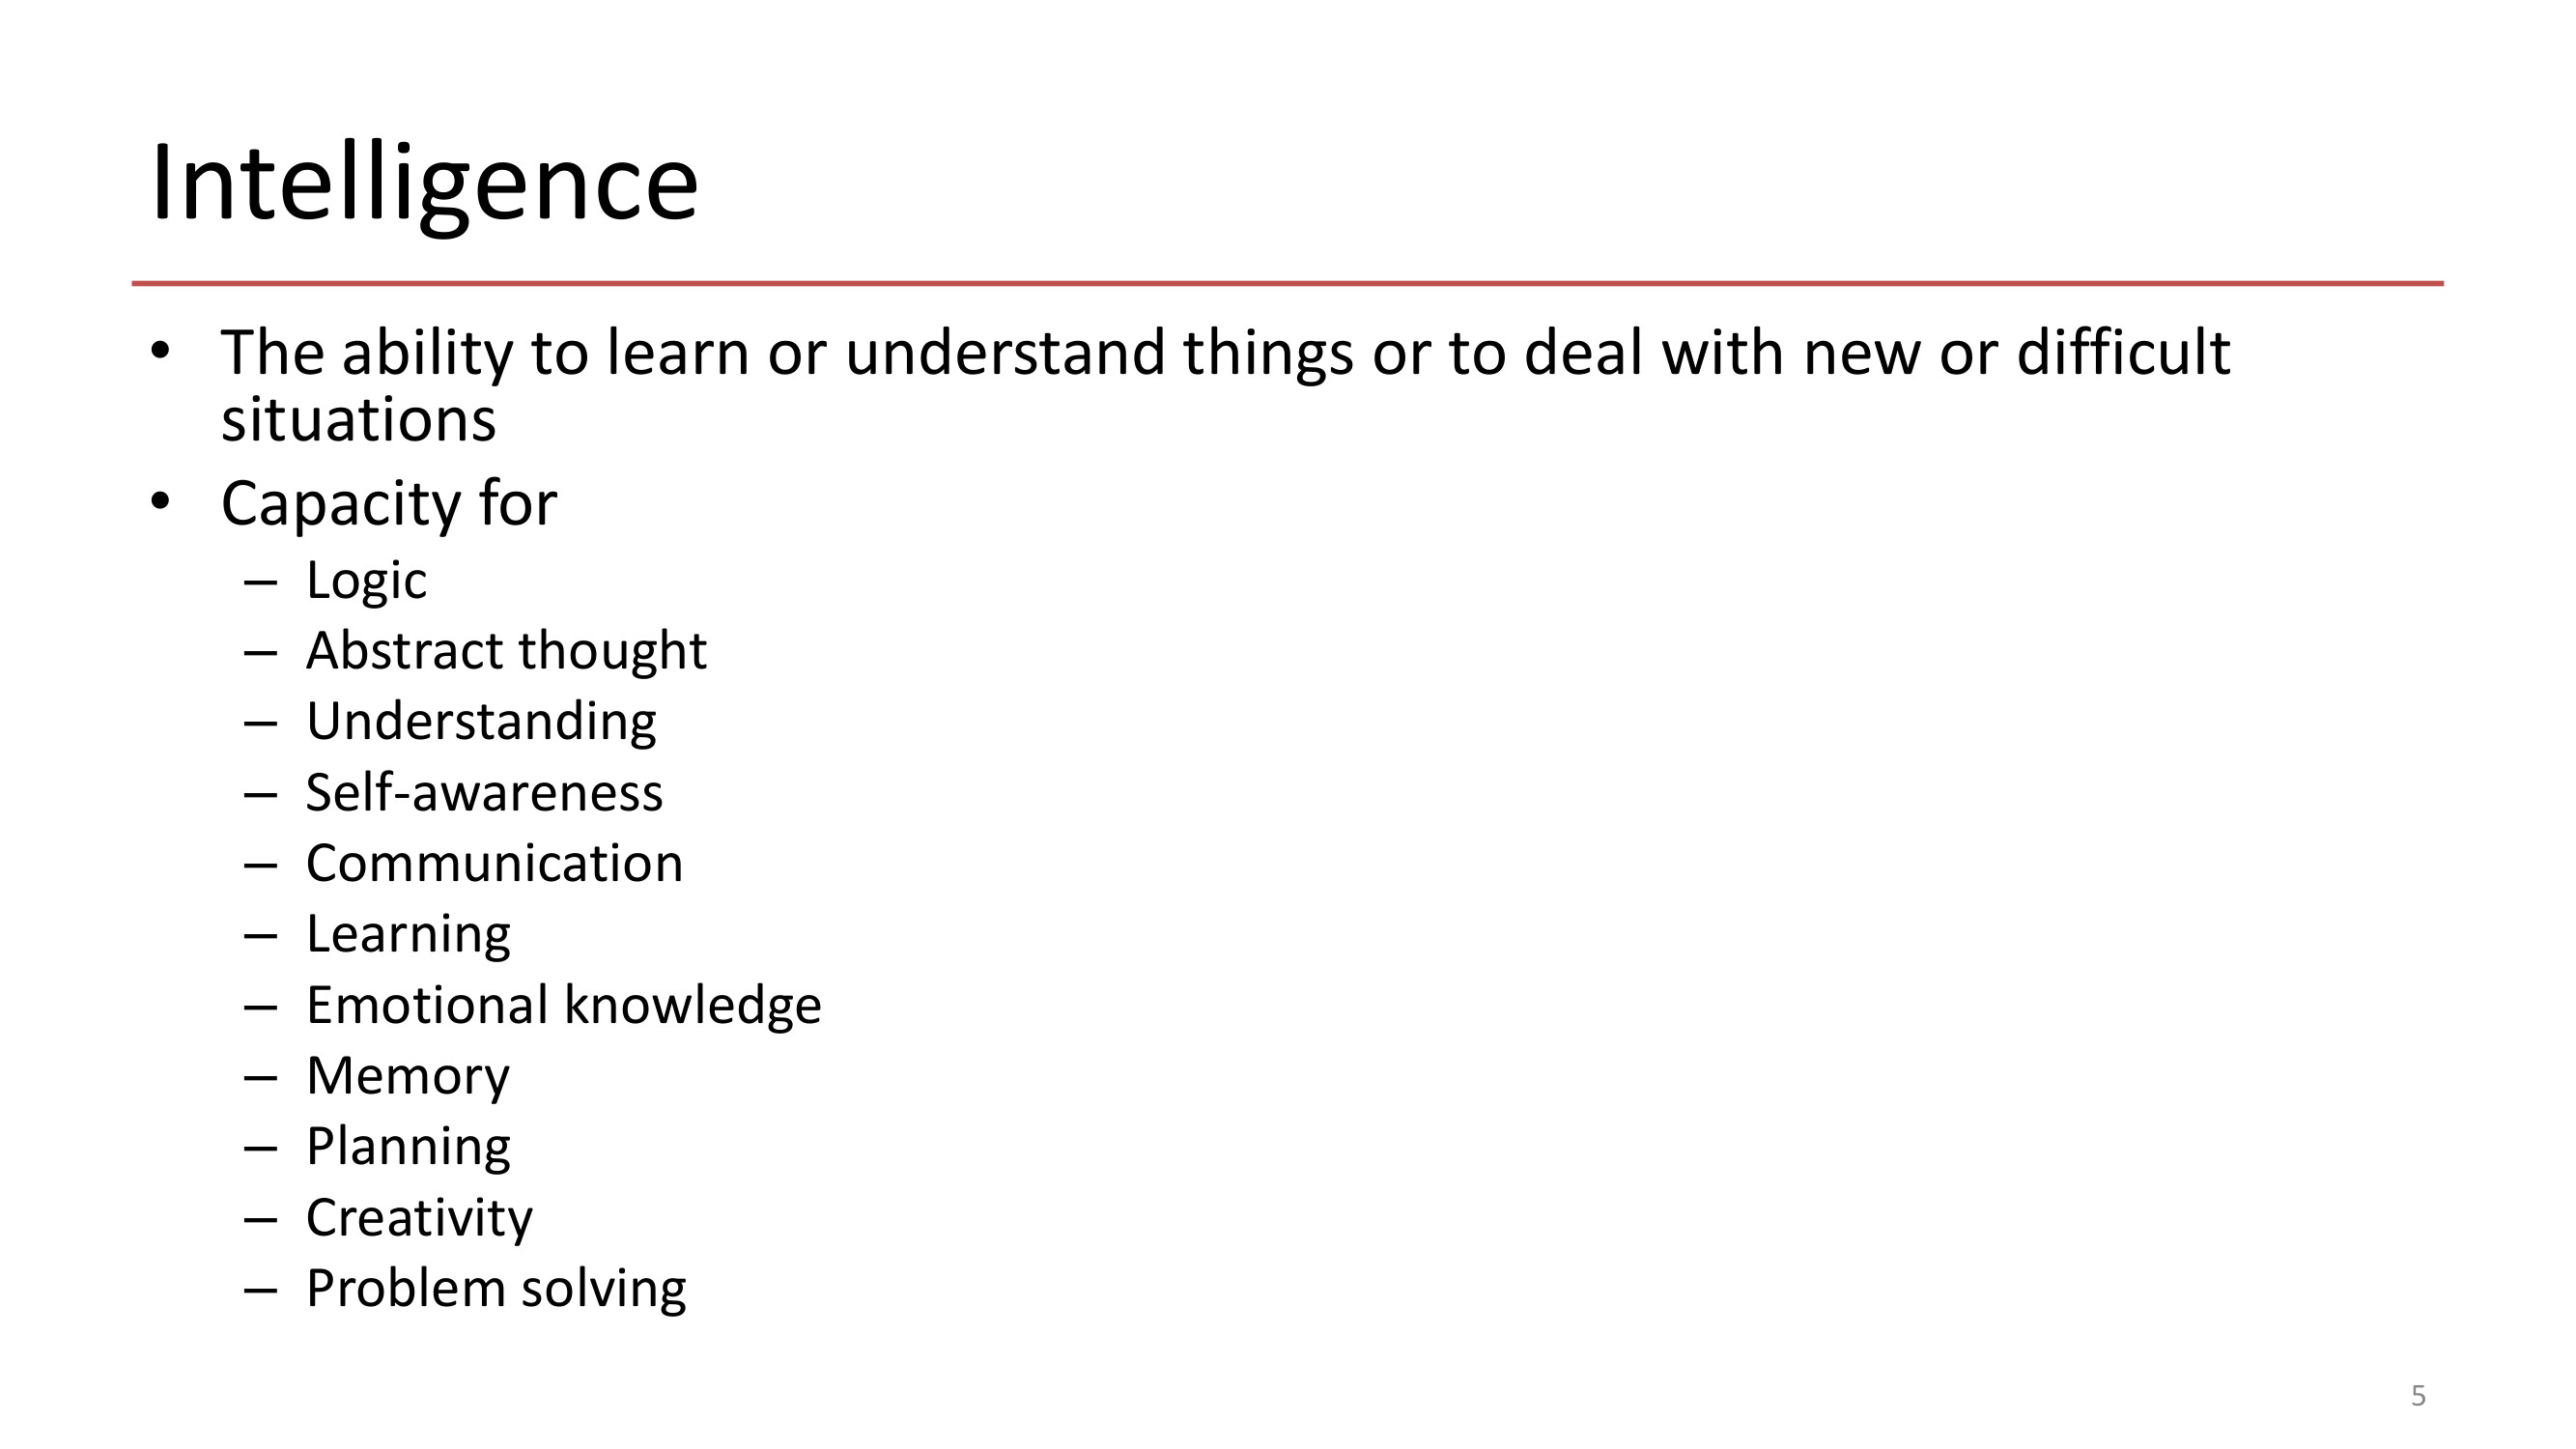 Intelligence
• The ability to learn or understand things or to deal with new or difficult
situations
• Capacity for
– Logic
– Abstract thought
– Understanding
– Self-awareness
– Communication
– Learning
– Emotional knowledge
– Memory
– Planning
– Creativity
– Problem solving
5